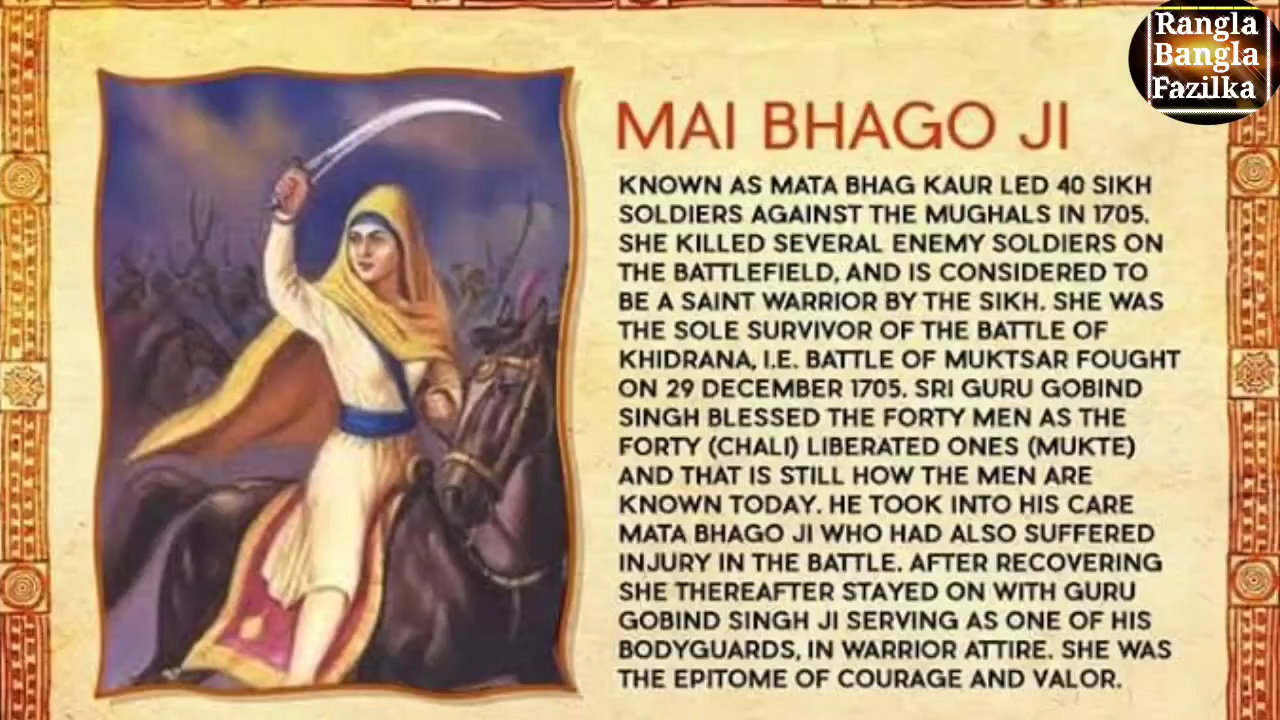 Rangla
Bangla
Fazilka
MAI BHAGO JI
KNOWN AS MATA BHAG KAUR LED 40 SIKH
SOLDIERS AGAINST THE MUGHALS IN 1705.
SHE KILLED SEVERAL ENEMY SOLDIERS ON
THE BATTLEFIELD, AND IS CONSIDERED TO
BE A SAINT WARRIOR BY THE SIKH. SHE WAS
THE SOLE SURVIVOR OF THE BATTLE OF
KHIDRANA, I.E. BATTLE OF MUKTSAR FOUGHT
ON 29 DECEMBER 1705. SRI GURU GOBIND
SINGH BLESSED THE FORTY MEN AS THE
FORTY (CHALI) LIBERATED ONES (MUKTE)
AND THAT IS STILL HOW THE MEN ARE
KNOWN TODAY. HE TOOK INTO HIS CARE
MATA BHAGO JI WHO HAD ALSO SUFFERED
INJURY IN THE BATTLE. AFTER RECOVERING
SHE THEREAFTER STAYED ON WITH GURU
GOBIND SINGH JI SERVING AS ONE OF HIS
BODYGUARDS, IN WARRIOR ATTIRE. SHE WAS
THE EPITOME OF COURAGE AND VALOR.